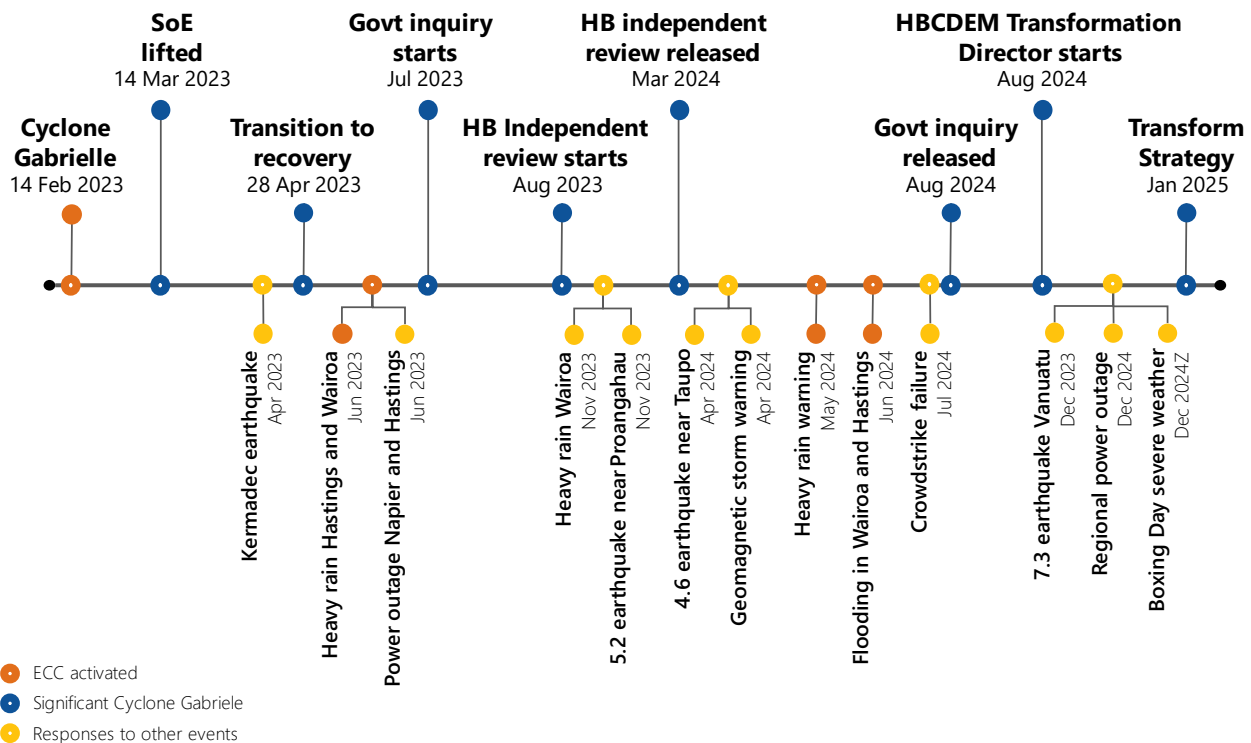 SoE
lifted
14 Mar 2023
Govt inquiry
starts
Jul 2023
HB independent
review released
Mar 2024
HBCDEM Transformation
Director starts
Aug 2024
Cyclone
Gabrielle
14 Feb 2023
Transition to
recovery
28 Apr 2023
HB Independent
review starts
Aug 2023
Govt inquiry
released
Aug 2024
Transform
Strategy
Jan 2025
Kermadec earthquake
Apr 2023
Heavy rain Hastings and Wairoa
Jun 2023
Power outage Napier and Hastings
Jun 2023
Heavy rain Wairoa
Nov 2023
5.2 earthquake near Proangahau
Nov 2023
4.6 earthquake near Taupo
Apr 2024
Geomagnetic storm warning
Apr 2024
Heavy rain warning
May 2024
Flooding in Wairoa and Hastings
Jun 2024
Crowdstrike failure
Jul 2024
7.3 earthquake Vanuatu
Dec 2023
Regional power outage
Dec 2024
Boxing Day severe weather
Dec 2024Z
ECC activated
Significant Cyclone Gabriele
Responses to other events